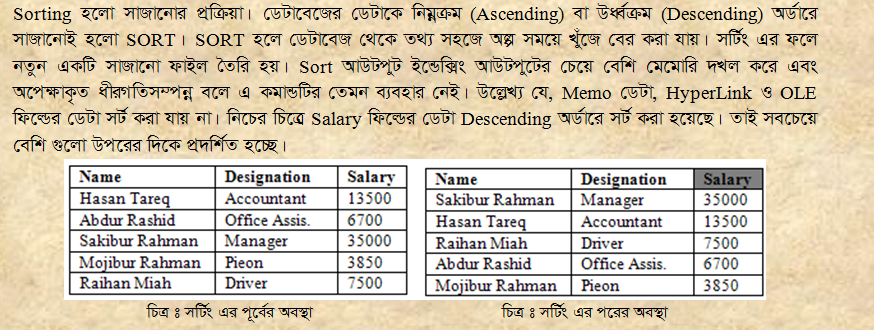 Sorting হলো সাজানোর প্রক্রিয়া। ডেটাবেজের ডেটাকে নিম্নক্রম (Ascending) বা উর্ধ্বক্রম (Descending) অর্ডারে
সাজানোই হলো SORT। SORT হলে ডেটাবেজ থেকে তথ্য সহজে অল্প সময়ে খুঁজে বের করা যায়। সর্টিং এর ফলে
নতুন একটি সাজানো ফাইল তৈরি হয়। Sort আউটপুট ইন্ডেক্সিং আউটপুটের চেয়ে বেশি মেমোরি দখল করে এবং
অপেক্ষাকৃত ধীরগতিসম্পন্ন বলে এ কমান্ডটির তেমন ব্যবহার নেই। উল্লেখ্য যে, Memo ডেটা, HyperLink ও OLE
ফিল্ডের ডেটা সর্ট করা যায় না। নিচের চিত্রে Salary ফিল্ডের ডেটা Descending অর্ডারে সর্ট করা হয়েছে। তাই সবচেয়ে
বেশি গুলো উপরের দিকে প্রদর্শিত হচ্ছে।
Name Designation Salary
Hasan Tareq Accountant 13500
Abdur Rashid Office Assis. 6700
Sakibur Rahman Manager 35000
Mojibur Rahman Pieon 3850
Raihan Miah Driver 7500
চিত্র ঃ সর্টিং এর পূর্বের অবস্থা
Name Designation Salary
Sakibur Rahman Manager 35000
Hasan Tareq Accountant 13500
Raihan Miah Driver 7500
Abdur Rashid Office Assis. 6700
Mojibur Rahman Pieon 3850
চিত্র ঃ সর্টিং এর পরের অবস্থা